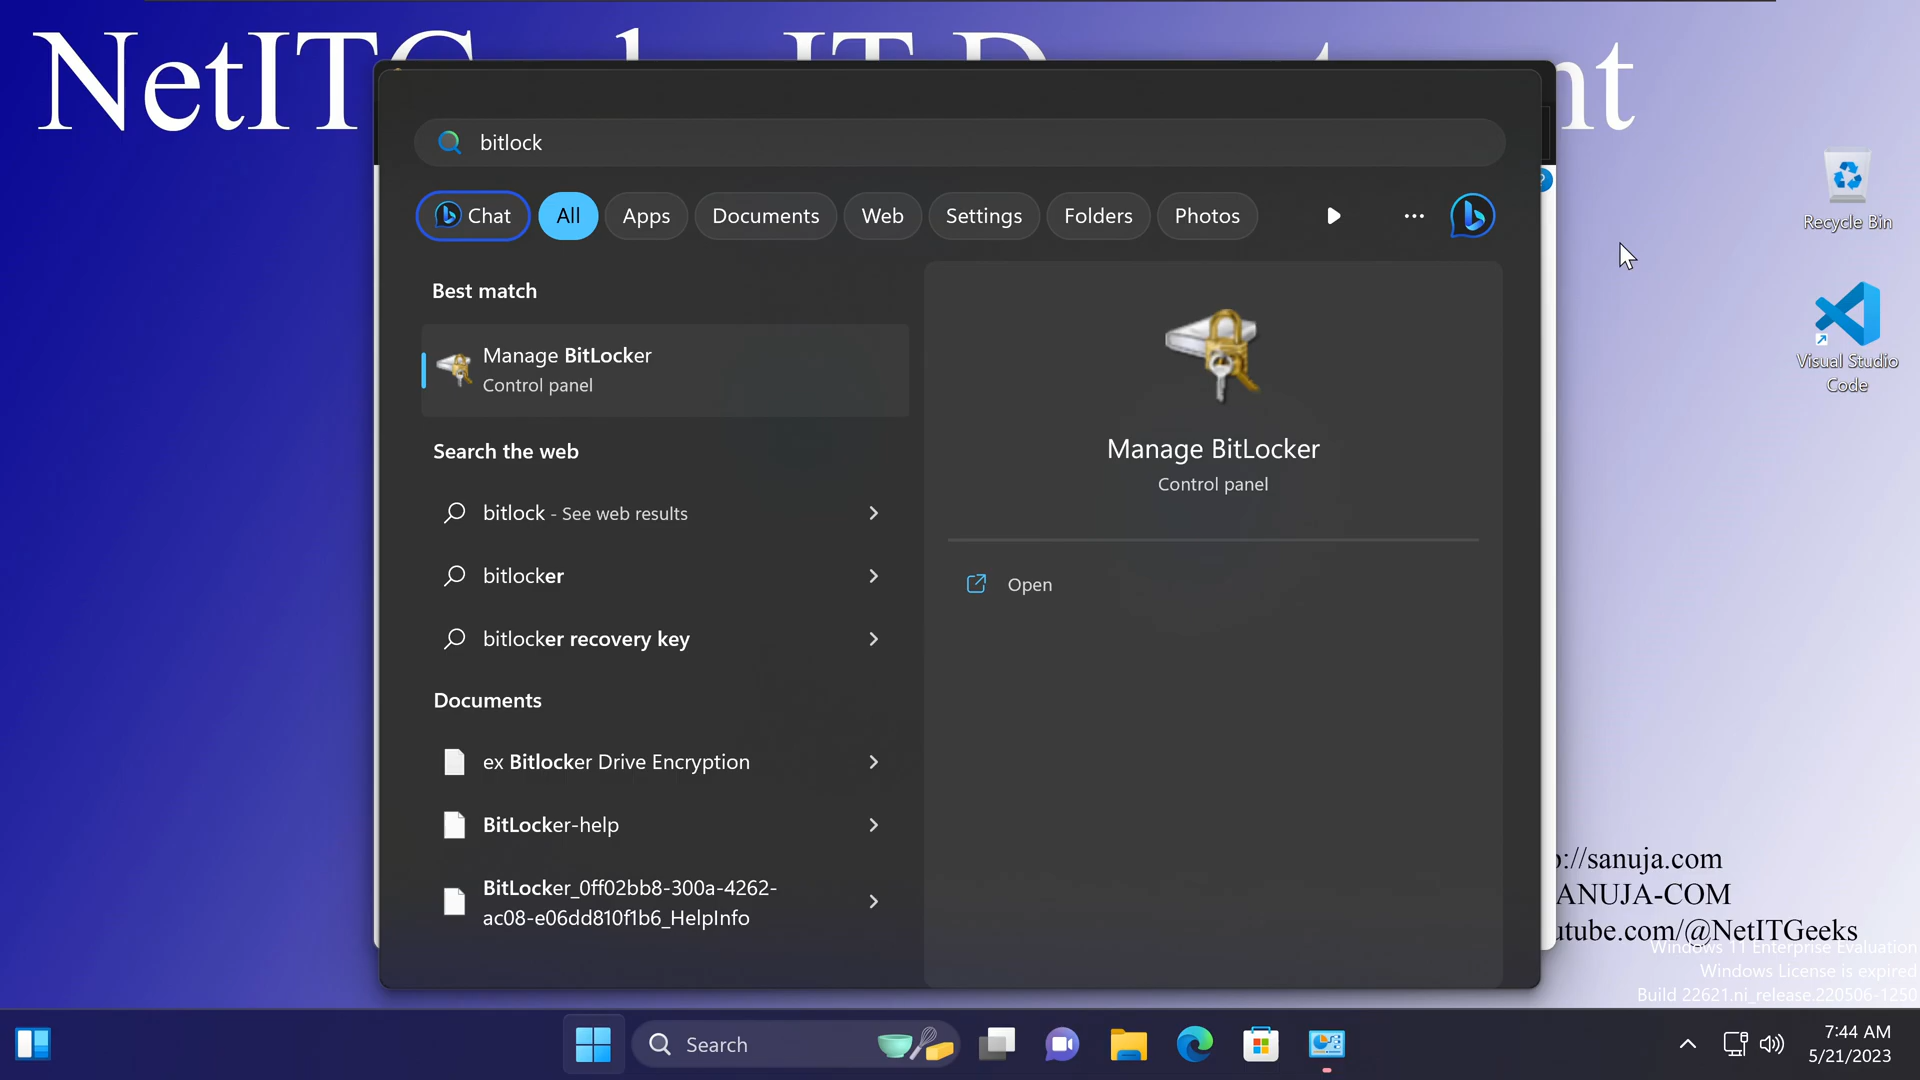 bitlock
Chat
All
Apps
Documents
Web
Settings
Folders
Photos
Best match
Manage BitLocker
Control panel
Search the web
bitlock - See web results
bitlocker
bitlocker recovery key
Documents
ex Bitlocker Drive Encryption
BitLocker-help
BitLocker_0ff02bb8-300a-4262-
ac08-e06dd810f1b6_HelpInfo
Manage BitLocker
Control panel
Open
Recycle Bin
Visual Studio
Code
://sanuja.com
ANUJA-COM
utube.com/@NetITGeeks
Windows 11 Enterprise Evaluation
Windows License is expired
Build 22621.ni_release.220506-1250
Search
7:44 AM
5/21/2023